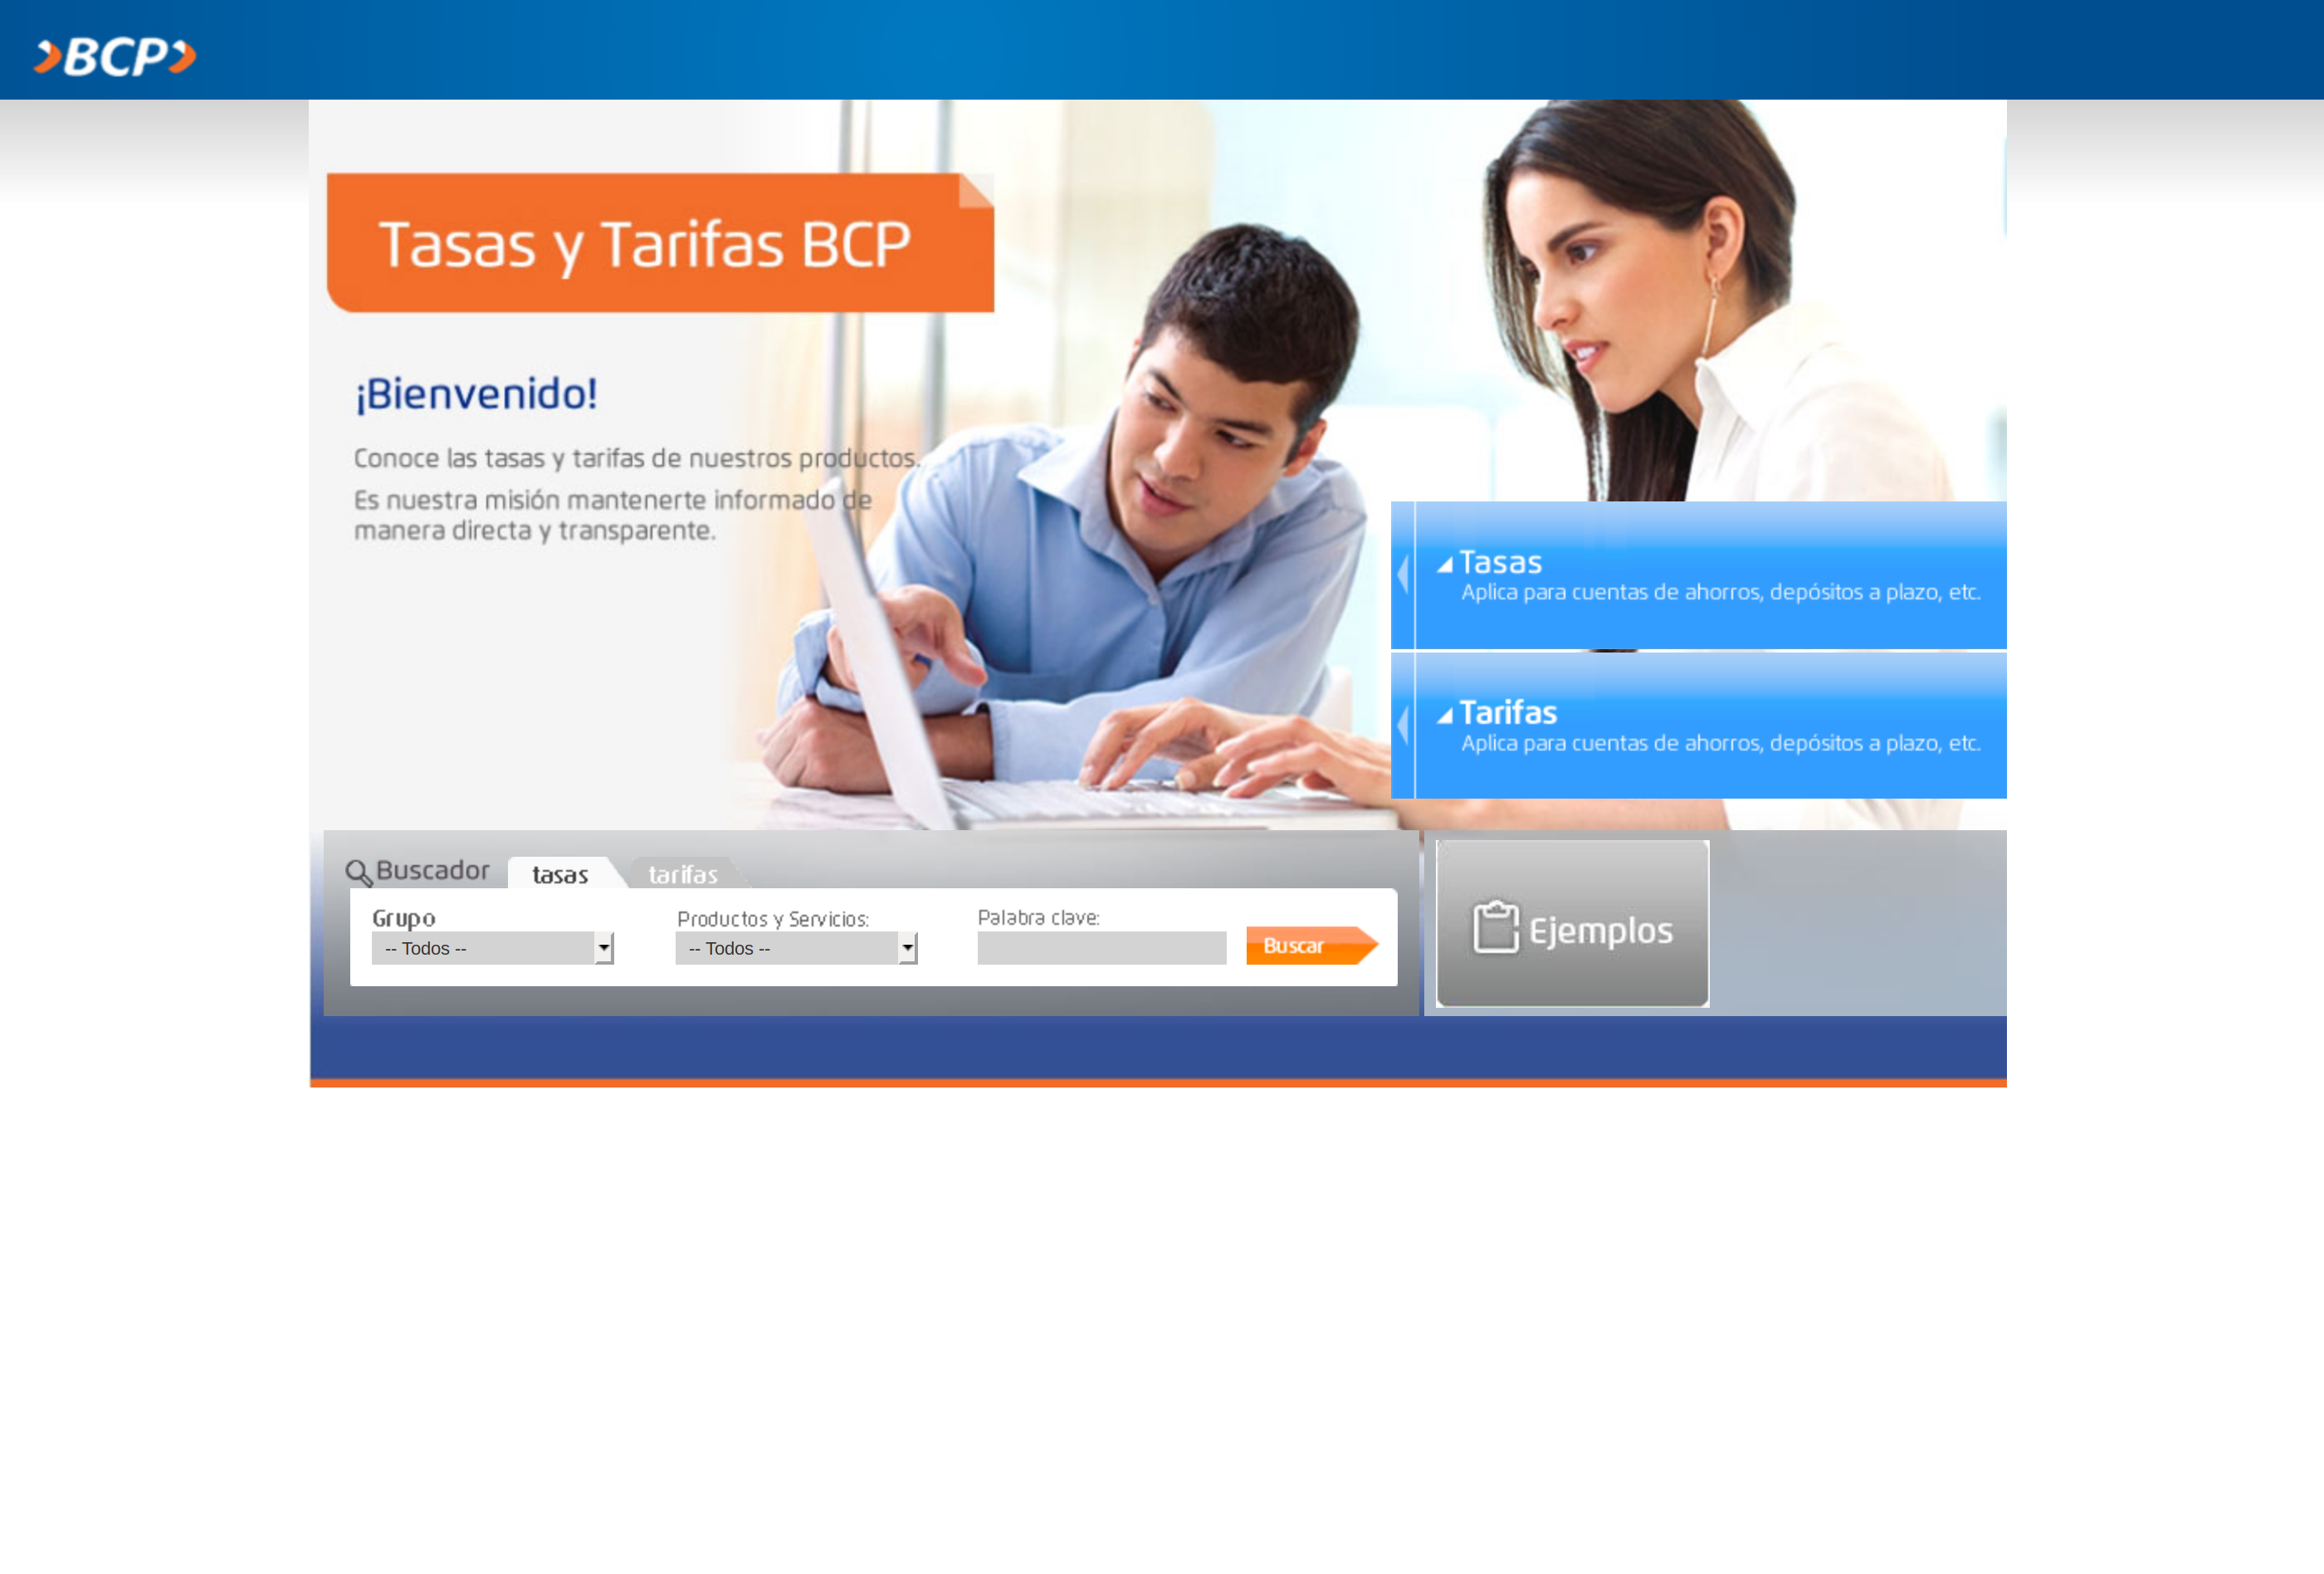 BCP
Tasas y Tarifas BCP
¡Bienvenido!
Conoce las tasas y tarifas de nuestros productos.
Es nuestra misión mantenerte informado de
manera directa y transparente.
Tasas
Aplica para cuentas de ahorros, depósitos a plazo, etc.
Tarifas
Aplica para cuentas de ahorros, depósitos a plazo, etc.
Buscador tasas tarifas
Grupo Productos y Servicios: Palabra clave:
-- Todos -- -- Todos -- Buscar
Ejemplos